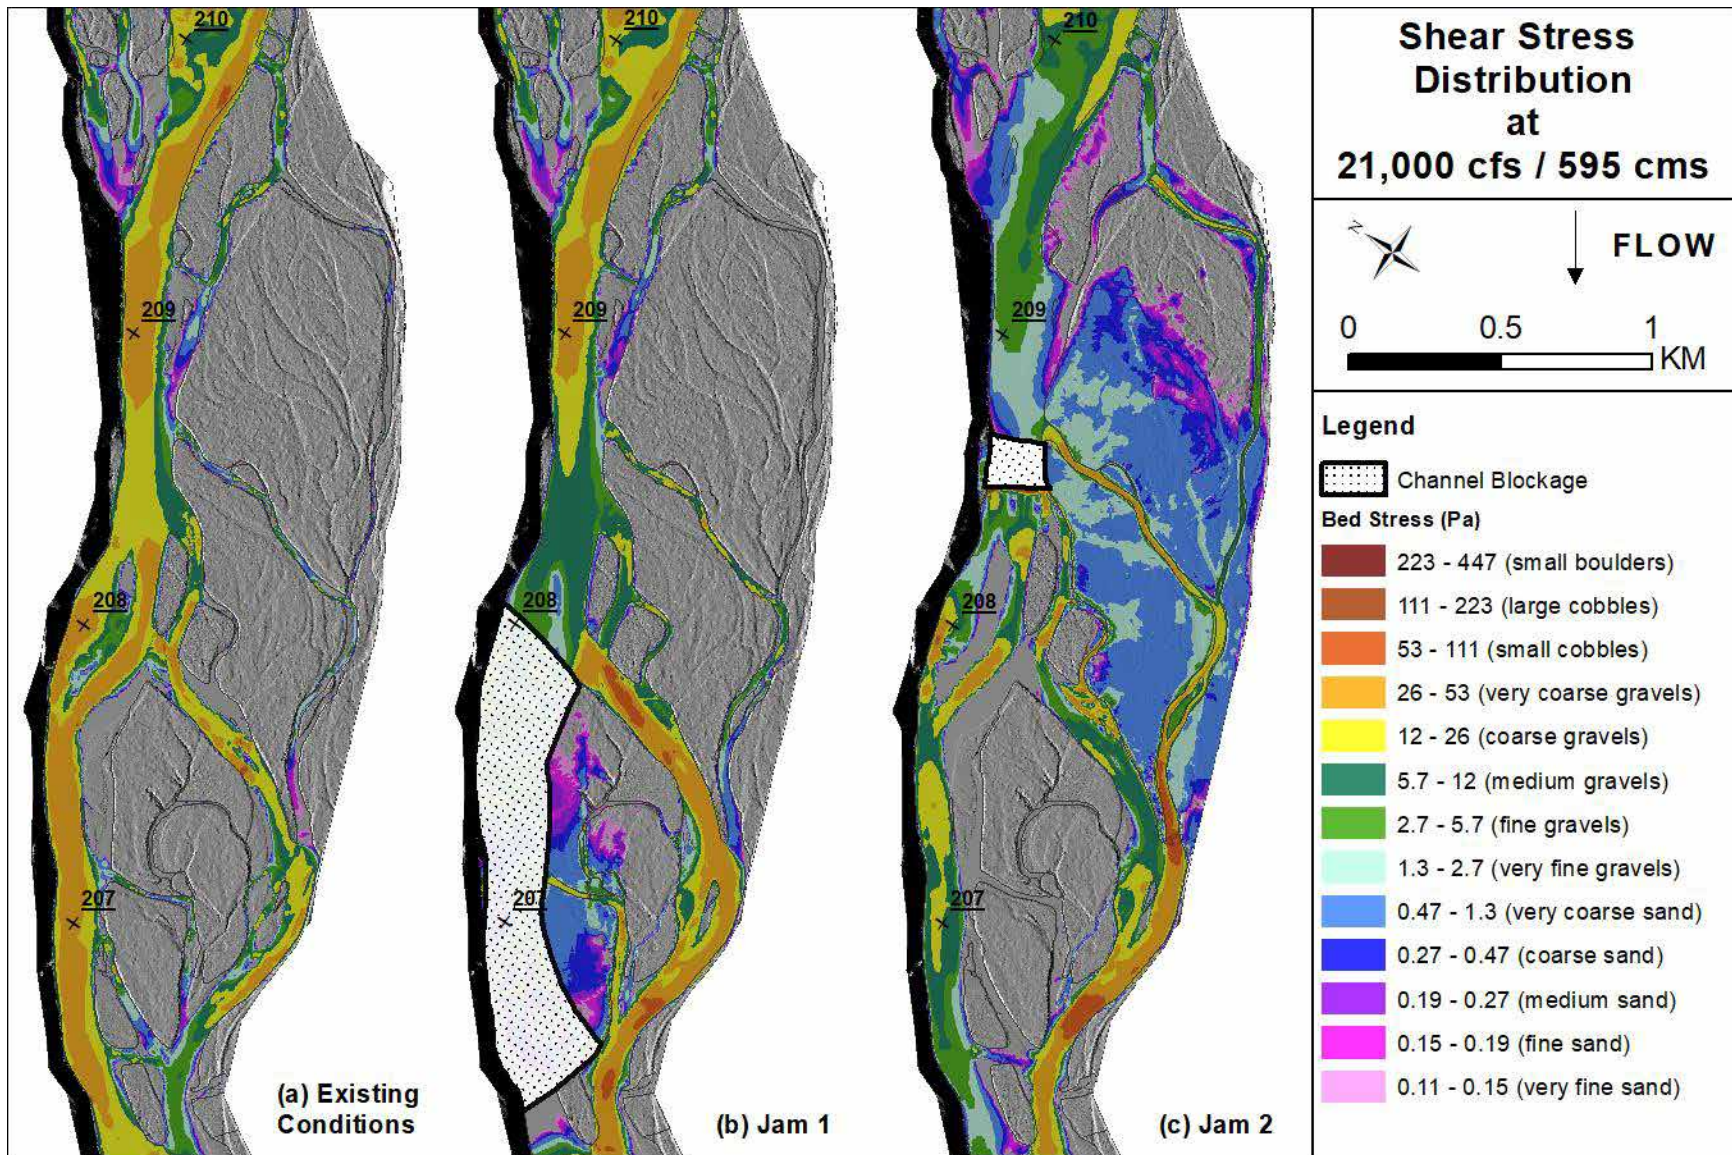 210
209
208
207
(a) Existing
Conditions
210
209
208
207
(b) Jam 1
210
209
208
207
(c) Jam 2
Shear Stress
Distribution
at
21,000 cfs / 595 cms
N
FLOW
0 0.5 1
KM
Legend
Channel Blockage
Bed Stress (Pa)
223 - 447 (small boulders)
111 - 223 (large cobbles)
53 - 111 (small cobbles)
26 - 53 (very coarse gravels)
12 - 26 (coarse gravels)
5.7 - 12 (medium gravels)
2.7 - 5.7 (fine gravels)
1.3 - 2.7 (very fine gravels)
0.47 - 1.3 (very coarse sand)
0.27 - 0.47 (coarse sand)
0.19 - 0.27 (medium sand)
0.15 - 0.19 (fine sand)
0.11 - 0.15 (very fine sand)